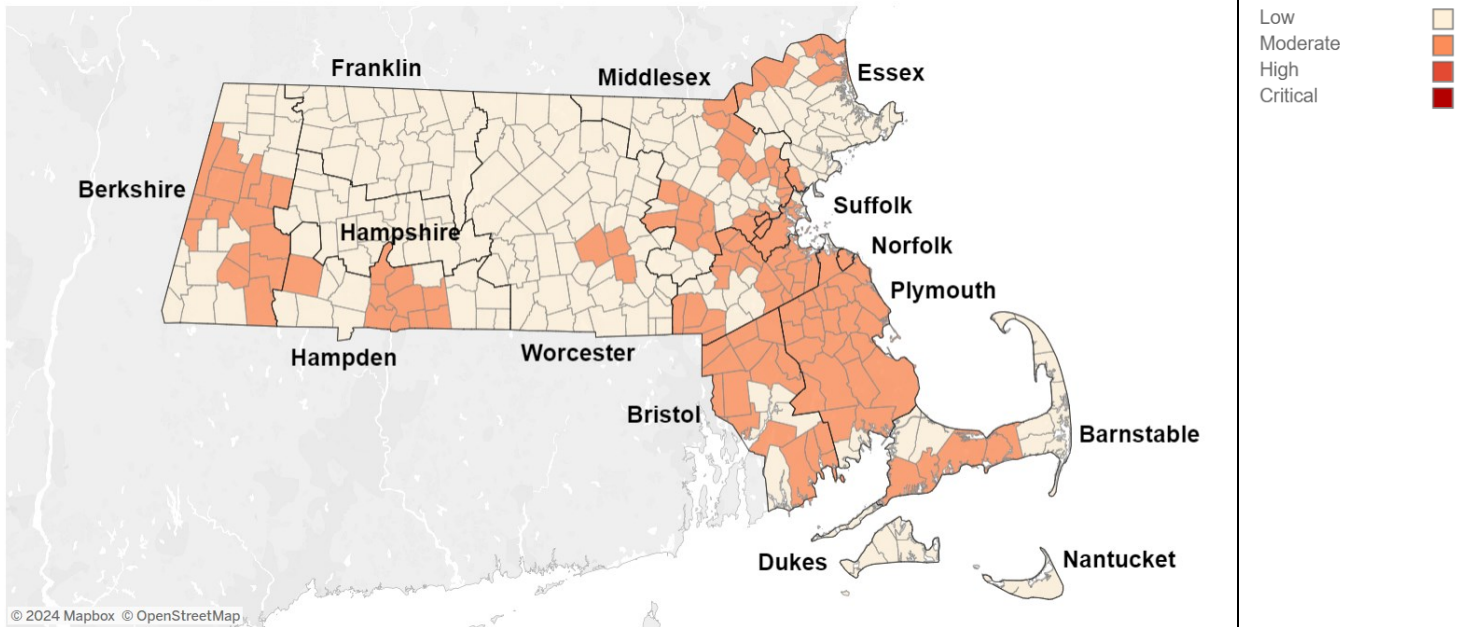 Low
Moderate
High
Critical
Franklin
Middlesex
Essex
Berkshire
Suffolk
Hampshire
Norfolk
Plymouth
Hampden
Worcester
Bristol
Barnstable
Dukes
Nantucket
© 2024 Mapbox © OpenStreetMap